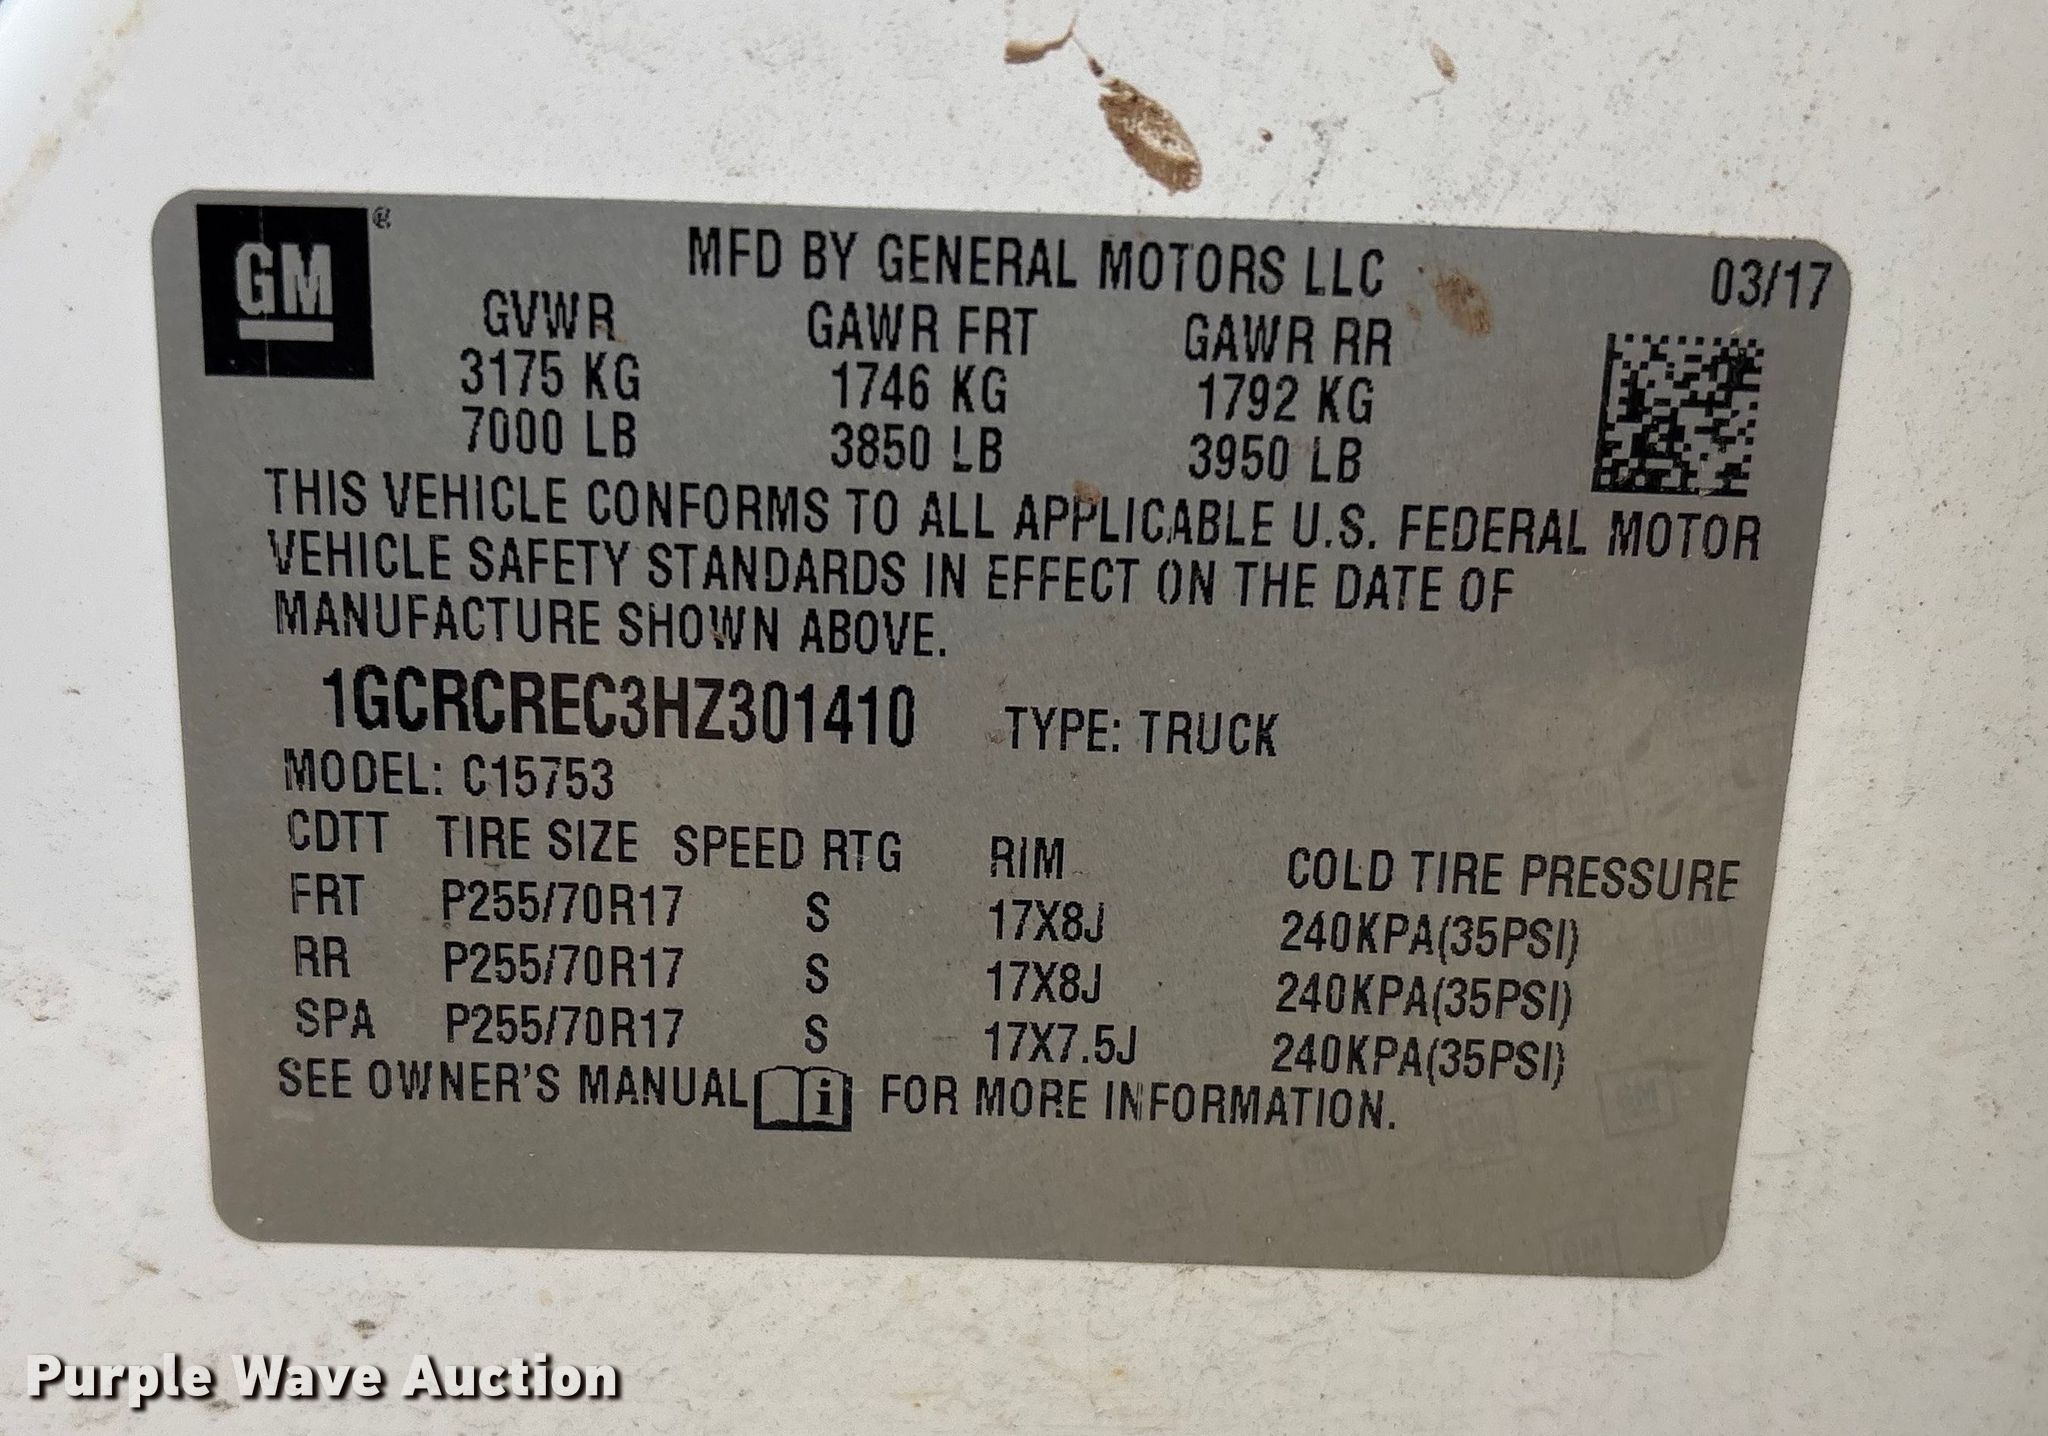 GM®
MFD BY GENERAL MOTORS LLC 03/17
GVWR GAWR FRT GAWR RR
3175 KG 1746 KG 1792 KG
7000 LB 3850 LB 3950 LB
THIS VEHICLE CONFORMS TO ALL APPLICABLE U.S. FEDERAL MOTOR
VEHICLE SAFETY STANDARDS IN EFFECT ON THE DATE OF
MANUFACTURE SHOWN ABOVE.
1GCRCREC3HZ301410 TYPE: TRUCK
MODEL: C15753
CDTT TIRE SIZE SPEED RTG RIM COLD TIRE PRESSURE
FRT P255/70R17 S 17X8J 240KPA(35PSI)
RR P255/70R17 S 17X8J 240KPA(35PSI)
SPA P255/70R17 S 17X7.5J 240KPA(35PSI)
SEE OWNER'S MANUAL i FOR MORE INFORMATION.
Purple Wave Auction